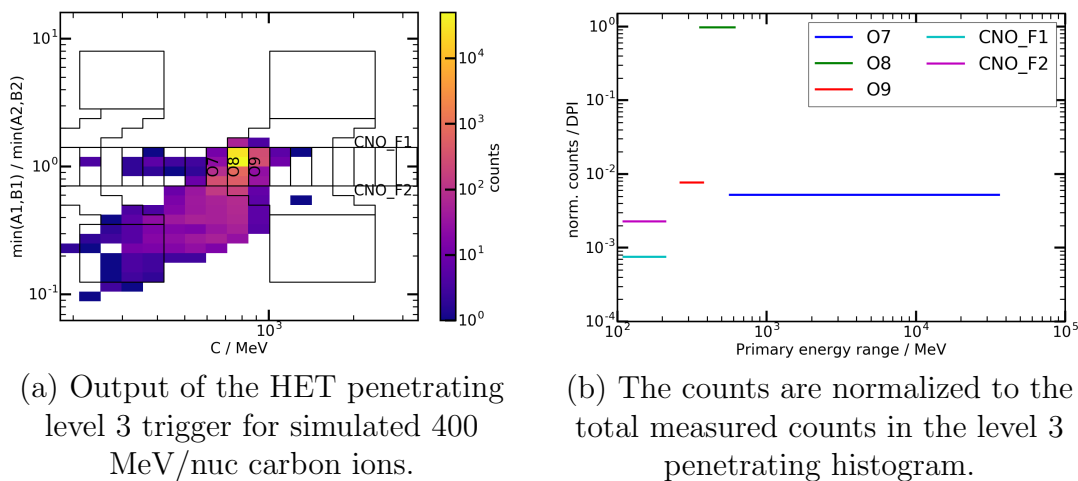 10^1
10^0
10^-1
min(A1,B1) / min(A2,B2)
CNO_F1
CNO_F2
O7
O8
O9
10^3
C / MeV
10^4
10^3
10^2
10^1
10^0
counts
10^0
10^-1
10^-2
10^-3
10^-4
norm. counts / DPI
O7
O8
O9
CNO_F1
CNO_F2
10^2
10^3
10^4
10^5
Primary energy range / MeV
(a) Output of the HET penetrating
level 3 trigger for simulated 400
MeV/nuc carbon ions.
(b) The counts are normalized to the
total measured counts in the level 3
penetrating histogram.